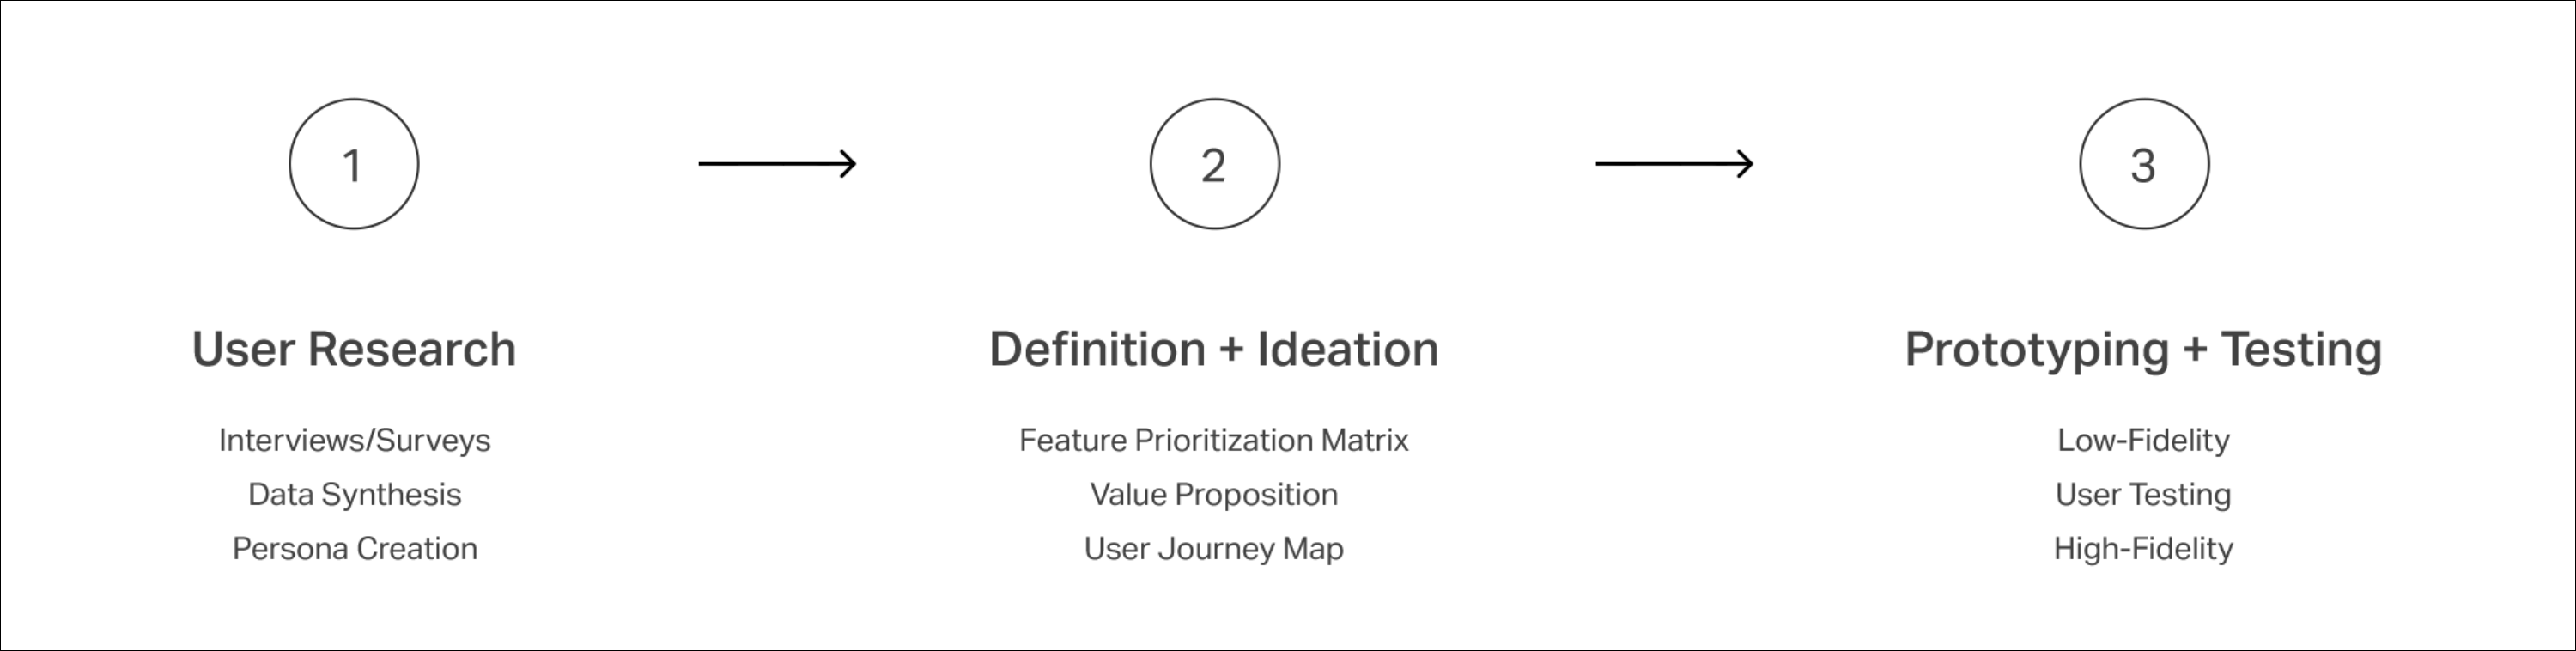 1
User Research
Interviews/Surveys
Data Synthesis
Persona Creation
2
Definition + Ideation
Feature Prioritization Matrix
Value Proposition
User Journey Map
3
Prototyping + Testing
Low-Fidelity
User Testing
High-Fidelity